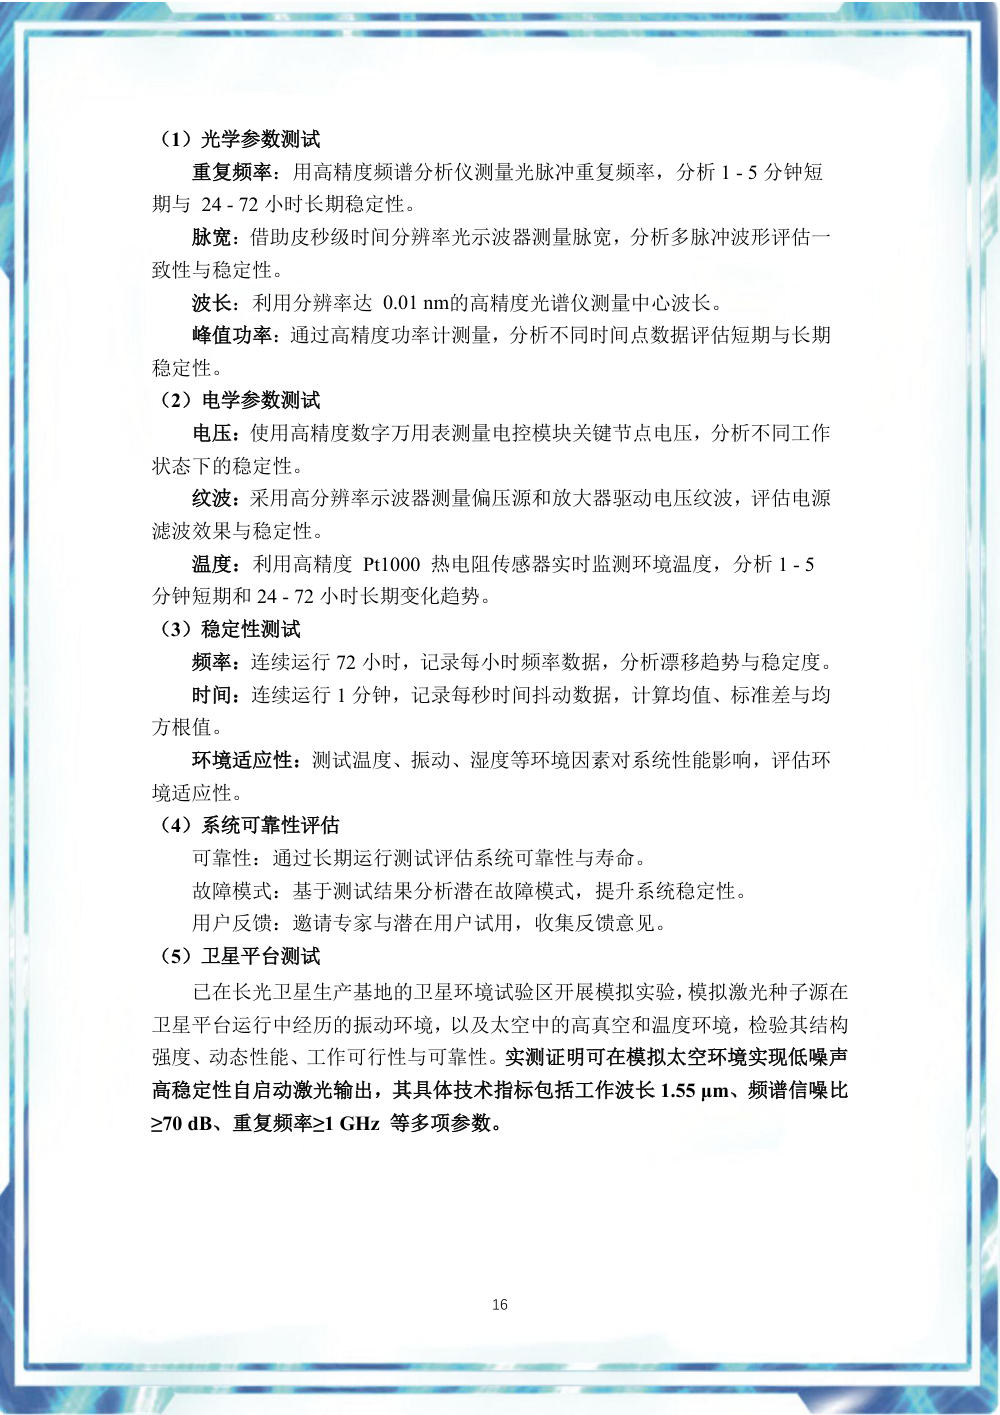 （1）光学参数测试
重复频率：用高精度频谱分析仪测量光脉冲重复频率，分析 1 - 5 分钟短
期与 24 - 72 小时长期稳定性。
脉宽：借助皮秒级时间分辨率光示波器测量脉宽，分析多脉冲波形评估一
致性与稳定性。
波长：利用分辨率达 0.01 nm的高精度光谱仪测量中心波长。
峰值功率：通过高精度功率计测量，分析不同时间点数据评估短期与长期
稳定性。
（2）电学参数测试
电压：使用高精度数字万用表测量电控模块关键节点电压，分析不同工作
状态下的稳定性。
纹波：采用高分辨率示波器测量偏压源和放大器驱动电压纹波，评估电源
滤波效果与稳定性。
温度：利用高精度 Pt1000 热电阻传感器实时监测环境温度，分析 1 - 5
分钟短期和 24 - 72 小时长期变化趋势。
（3）稳定性测试
频率：连续运行 72 小时，记录每小时频率数据，分析漂移趋势与稳定度。
时间：连续运行 1 分钟，记录每秒时间抖动数据，计算均值、标准差与均
方根值。
环境适应性：测试温度、振动、湿度等环境因素对系统性能影响，评估环
境适应性。
（4）系统可靠性评估
可靠性：通过长期运行测试评估系统可靠性与寿命。
故障模式：基于测试结果分析潜在故障模式，提升系统稳定性。
用户反馈：邀请专家与潜在用户试用，收集反馈意见。
（5）卫星平台测试
已在长光卫星生产基地的卫星环境试验区开展模拟实验，模拟激光种子源在
卫星平台运行中经历的振动环境，以及太空中的高真空和温度环境，检验其结构
强度、动态性能、工作可行性与可靠性。实测证明可在模拟太空环境实现低噪声
高稳定性自启动激光输出，其具体技术指标包括工作波长 1.55 μm、频谱信噪比
≥70 dB、重复频率≥1 GHz 等多项参数。
16